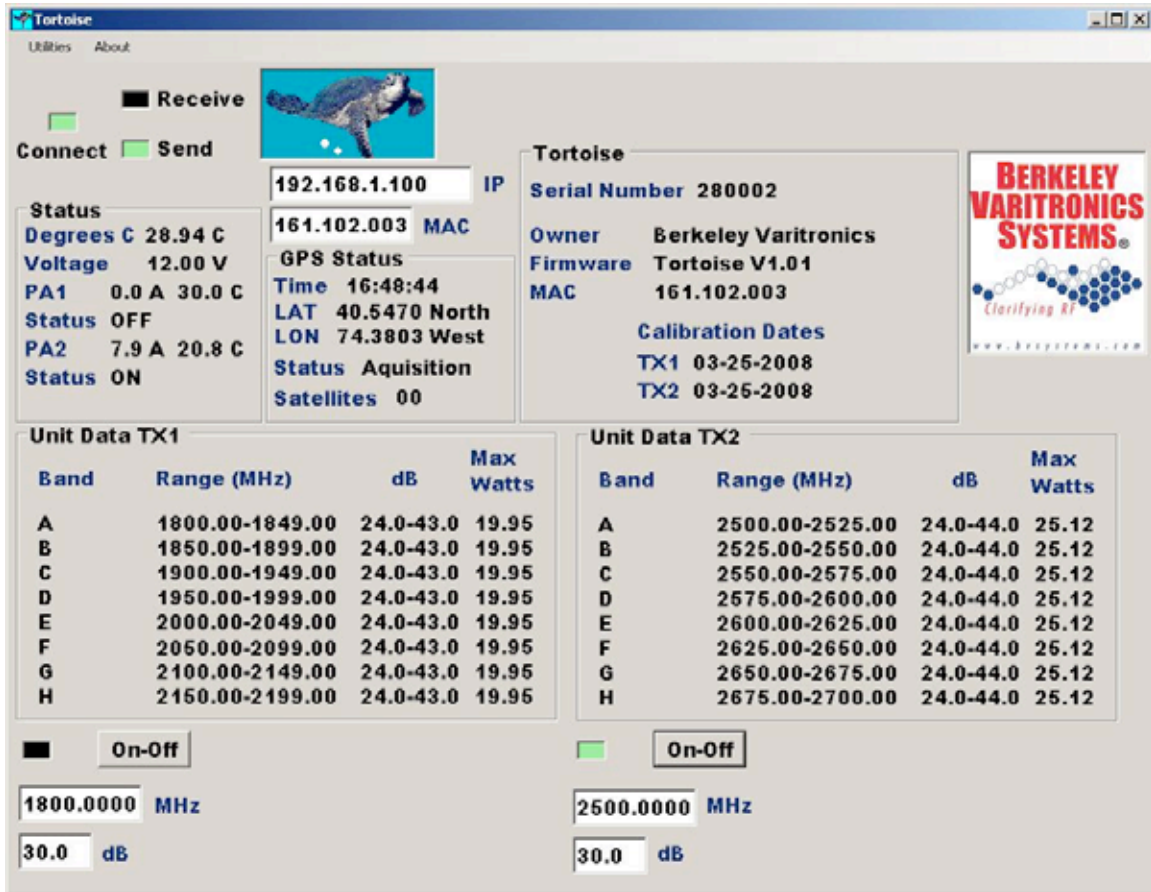 Tortoise
Utilities About
Receive
Connect Send
192.168.1.100 IP
161.102.003 MAC
Status
Degrees C 28.94 C
Voltage 12.00 V
PA1 0.0 A 30.0 C
Status OFF
PA2 7.9 A 20.8 C
Status ON
GPS Status
Time 16:48:44
LAT 40.5470 North
LON 74.3803 West
Status Aquisition
Satellites 00
Tortoise
Serial Number 280002
Owner Berkeley Varitronics
Firmware Tortoise V1.01
MAC 161.102.003
Calibration Dates
TX1 03-25-2008
TX2 03-25-2008
BERKELEY
VARITRONICS
SYSTEMS®
Clarifying RF
www.bvsystems.com
Unit Data TX1
Band Range (MHz) dB Max Watts
A 1800.00-1849.00 24.0-43.0 19.95
B 1850.00-1899.00 24.0-43.0 19.95
C 1900.00-1949.00 24.0-43.0 19.95
D 1950.00-1999.00 24.0-43.0 19.95
E 2000.00-2049.00 24.0-43.0 19.95
F 2050.00-2099.00 24.0-43.0 19.95
G 2100.00-2149.00 24.0-43.0 19.95
H 2150.00-2199.00 24.0-43.0 19.95
On-Off
1800.0000 MHz
30.0 dB
Unit Data TX2
Band Range (MHz) dB Max Watts
A 2500.00-2525.00 24.0-44.0 25.12
B 2525.00-2550.00 24.0-44.0 25.12
C 2550.00-2575.00 24.0-44.0 25.12
D 2575.00-2600.00 24.0-44.0 25.12
E 2600.00-2625.00 24.0-44.0 25.12
F 2625.00-2650.00 24.0-44.0 25.12
G 2650.00-2675.00 24.0-44.0 25.12
H 2675.00-2700.00 24.0-44.0 25.12
On-Off
2500.0000 MHz
30.0 dB